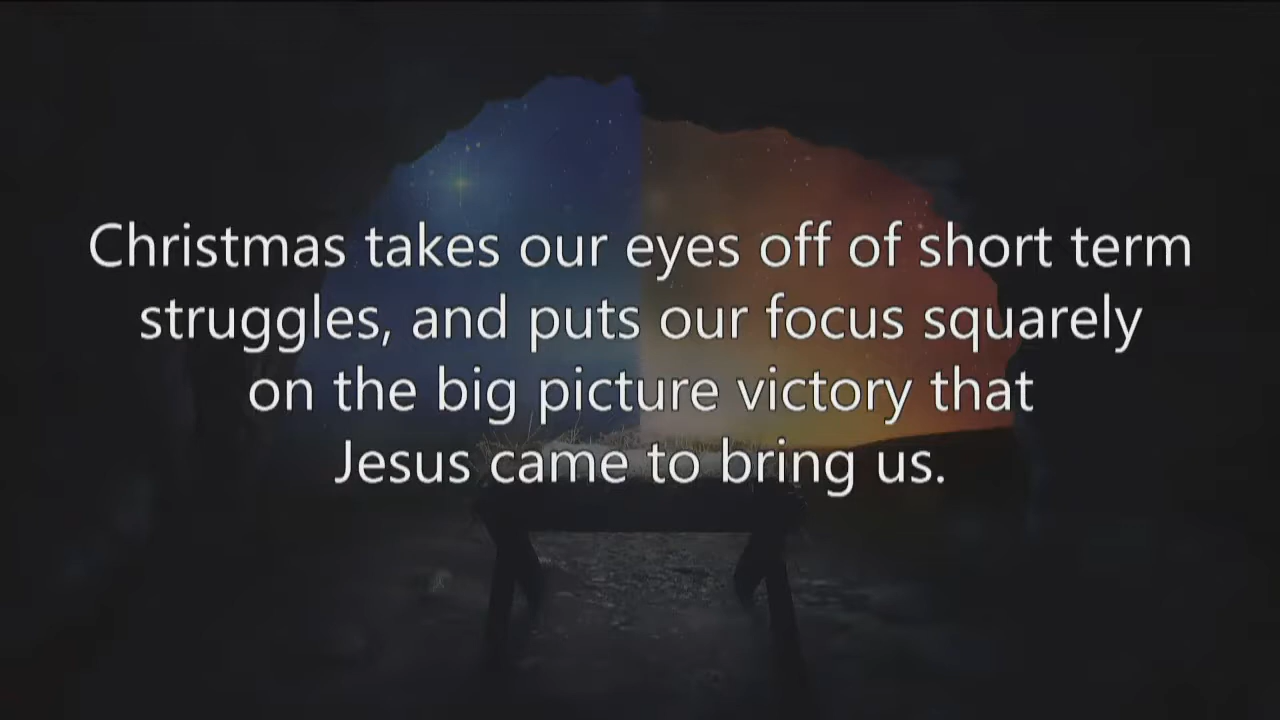 Christmas takes our eyes off of short term
struggles, and puts our focus squarely
on the big picture victory that
Jesus came to bring us.